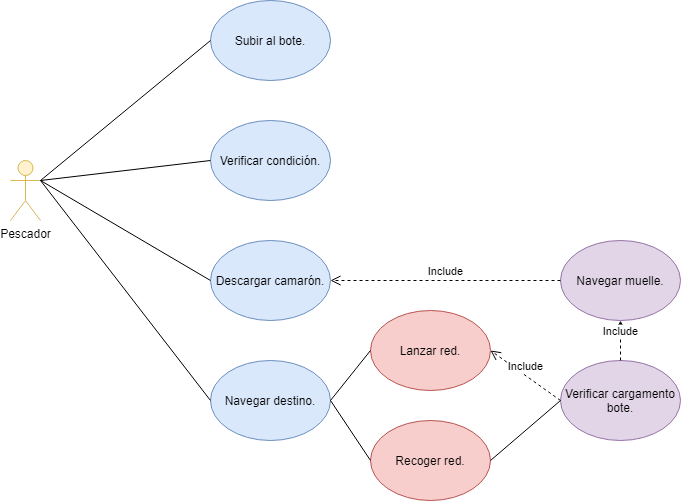 Subir al bote.
Verificar condición.
Pescador
Descargar camarón.
Include
Navegar muelle.
Include
Lanzar red.
Include
Navegar destino.
Verificar cargamento
bote.
Recoger red.